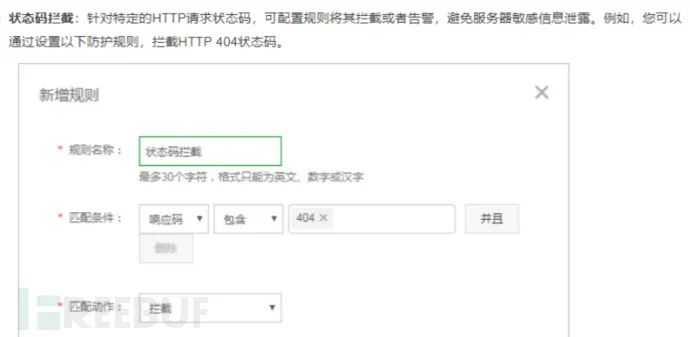 状态码拦截：针对特定的HTTP请求状态码，可配置规则将其拦截或者告警，避免服务器敏感信息泄露。例如，您可以
通过设置以下防护规则，拦截HTTP 404状态码。
新增规则
* 规则名称： 状态码拦截
最多30个字符，格式只能为英文、数字或汉字
* 匹配条件： 响应码 包含 404 × 并且
删除
* 匹配动作： 拦截
FREEBUF